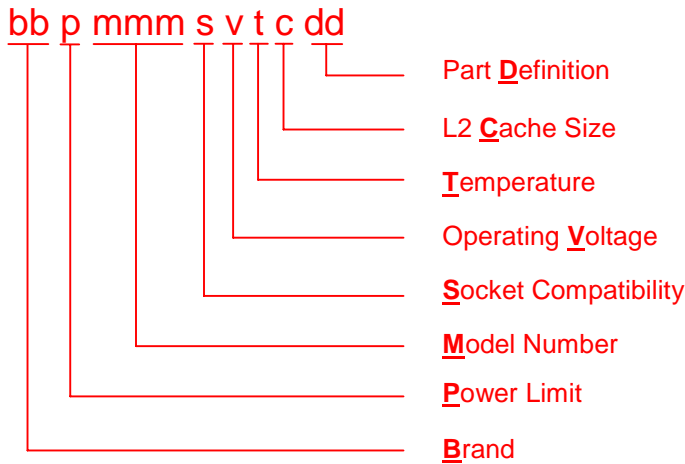 bb p mmm s v t c dd
Part Definition
L2 Cache Size
Temperature
Operating Voltage
Socket Compatibility
Model Number
Power Limit
Brand